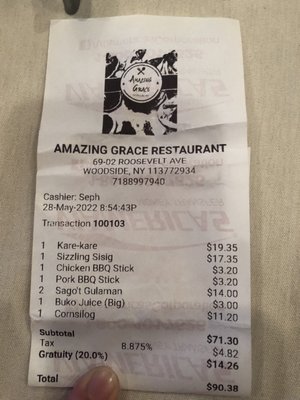 AMAZING
GRACE
AMAZING GRACE RESTAURANT
69-02 ROOSEVELT AVE
WOODSIDE, NY 113772934
7188997940
Cashier: Seph
28-May-2022 8:54:43P
Transaction 100103
1 Kare-kare $19.35
1 Sizzling Sisig $17.35
1 Chicken BBQ Stick $3.20
1 Pork BBQ Stick $3.20
2 Sagot Gulaman $14.00
1 Buko Juice (Big) $3.00
1 Cornsilog $11.20
Subtotal $71.30
Tax 8.875% $4.82
Gratuity (20.0%) $14.26
Total $90.38